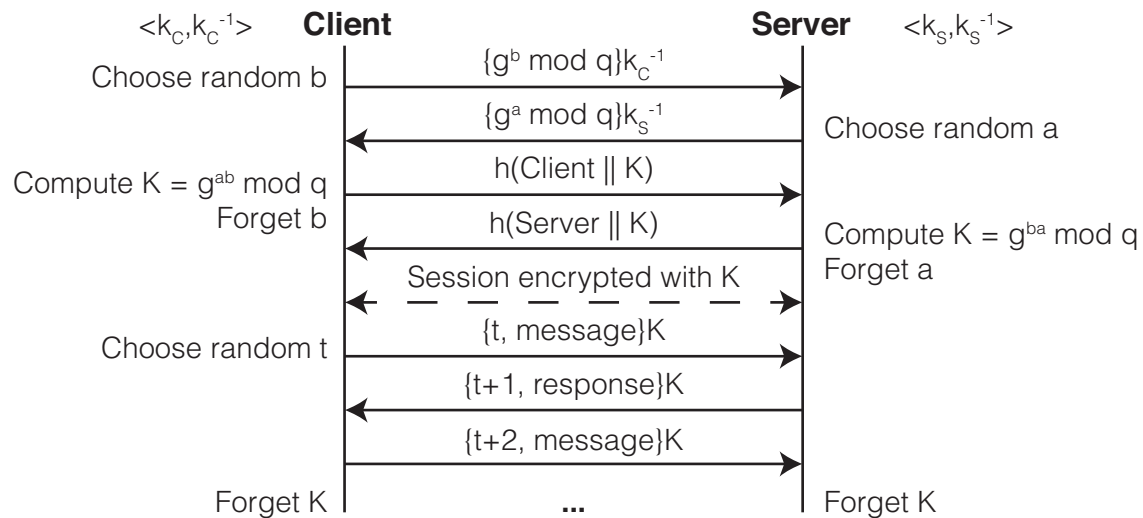 <k_C,k_C^-1> Client Server <k_S,k_S^-1>
Choose random b {g^b mod q}k_C^-1
{g^a mod q}k_S^-1 Choose random a
h(Client || K)
Compute K = g^ab mod q
Forget b
h(Server || K)
Compute K = g^ba mod q
Forget a
Session encrypted with K
Choose random t {t, message}K
{t+1, response}K
{t+2, message}K
Forget K ... Forget K